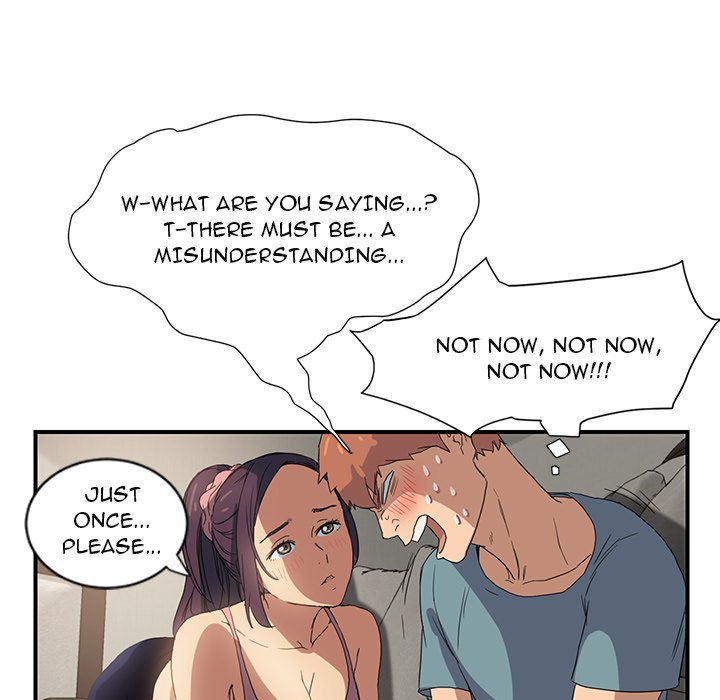 W-WHAT ARE YOU SAYING...?
T-THERE MUST BE... A
MISUNDERSTANDING...
NOT NOW, NOT NOW,
NOT NOW!!!
JUST
ONCE...
PLEASE...